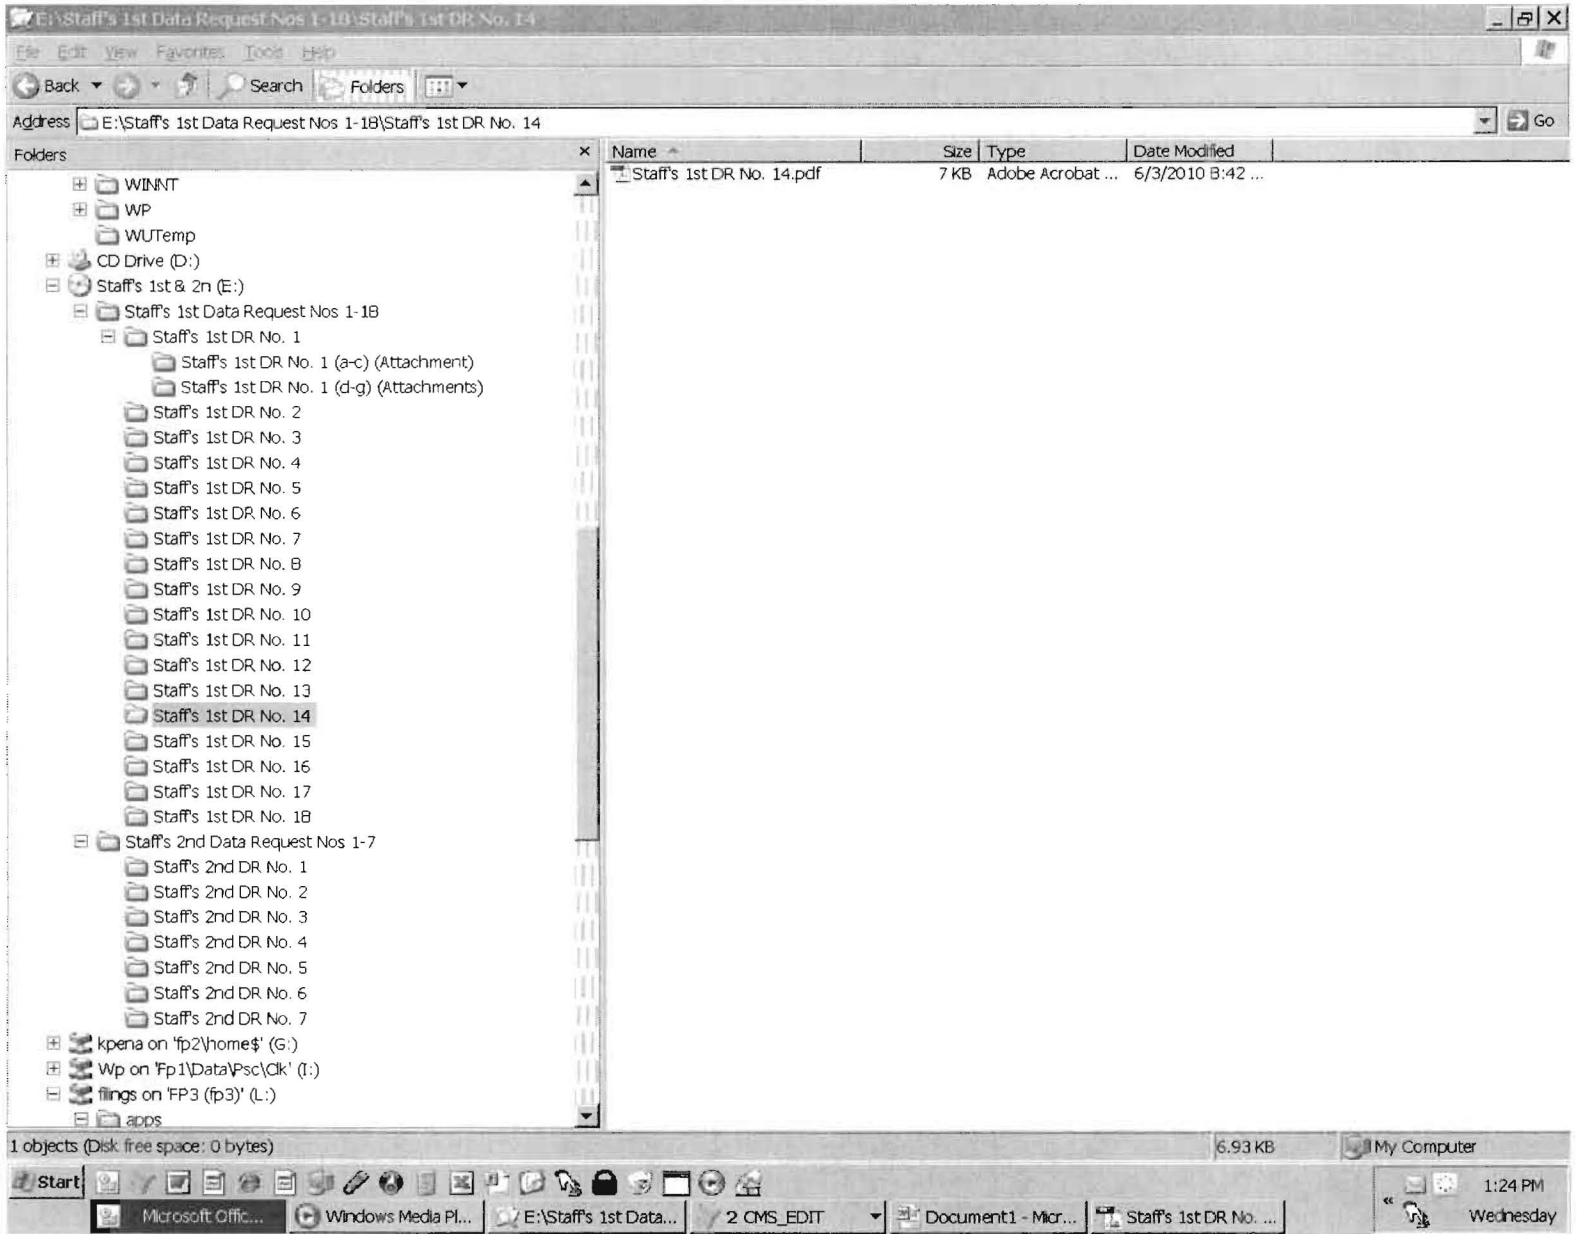 E:\Staff's 1st Data Request Nos 1-18\Staff's 1st DR No. 14
File Edit View Favorites Tools Help
Back Search Folders
Address E:\Staff's 1st Data Request Nos 1-18\Staff's 1st DR No. 14 Go
Folders × Name Size Type Date Modified
Staff's 1st DR No. 14.pdf 7 KB Adobe Acrobat ... 6/3/2010 8:42 ...
WINNT
WP
WUTemp
CD Drive (D:)
Staff's 1st & 2n (E:)
Staff's 1st Data Request Nos 1-18
Staff's 1st DR No. 1
Staff's 1st DR No. 1 (a-c) (Attachment)
Staff's 1st DR No. 1 (d-g) (Attachments)
Staff's 1st DR No. 2
Staff's 1st DR No. 3
Staff's 1st DR No. 4
Staff's 1st DR No. 5
Staff's 1st DR No. 6
Staff's 1st DR No. 7
Staff's 1st DR No. 8
Staff's 1st DR No. 9
Staff's 1st DR No. 10
Staff's 1st DR No. 11
Staff's 1st DR No. 12
Staff's 1st DR No. 13
Staff's 1st DR No. 14
Staff's 1st DR No. 15
Staff's 1st DR No. 16
Staff's 1st DR No. 17
Staff's 1st DR No. 18
Staff's 2nd Data Request Nos 1-7
Staff's 2nd DR No. 1
Staff's 2nd DR No. 2
Staff's 2nd DR No. 3
Staff's 2nd DR No. 4
Staff's 2nd DR No. 5
Staff's 2nd DR No. 6
Staff's 2nd DR No. 7
kpena on 'fp2\home$' (G:)
Wp on 'Fp1\Data\Psc\Clk' (I:)
filings on 'FP3 (fp3)' (L:)
apps
1 objects (Disk free space: 0 bytes) 6.93 KB My Computer
Start 1:24 PM
Microsoft Offic... Windows Media Pl... E:\Staff's 1st Data... 2 CMS_EDIT Document1 - Micr... Staff's 1st DR No. ... « Wednesday